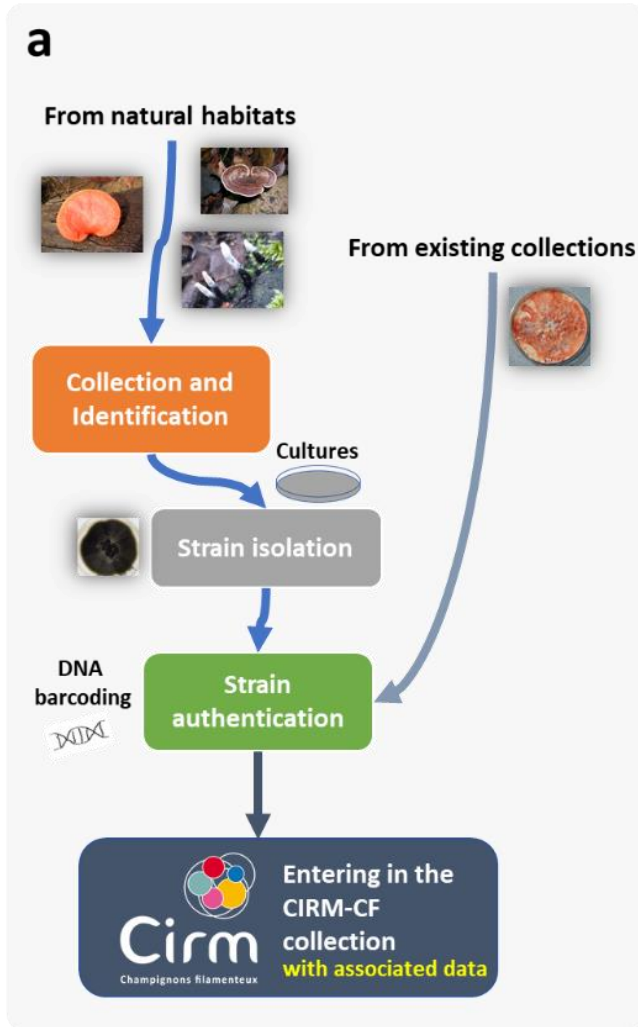 a
From natural habitats
From existing collections
Collection and
Identification
Cultures
Strain isolation
DNA
barcoding
Strain
authentication
Cirm
Champignons filamenteux
Entering in the
CIRM-CF
collection
with associated data